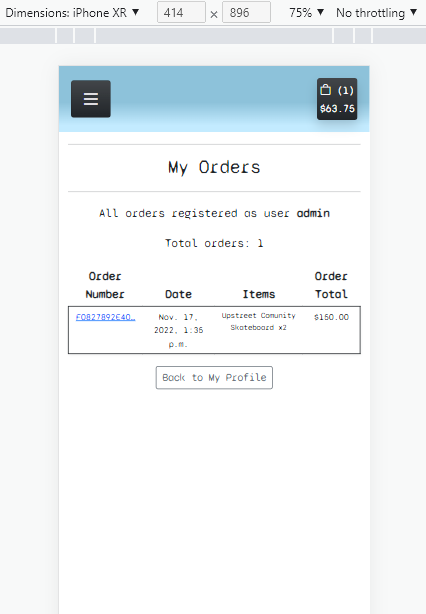 Dimensions: iPhone XR ▼ 414 × 896 75% ▼ No throttling ▼
(1)
$63.75
My Orders
All orders registered as user admin
Total orders: 1
Order Number Date Items Order Total
F0827892C40…
Nov. 17,
2022, 1:35
p.m.
Upstreet Comunity
Skateboard x2
$150.00
Back to My Profile